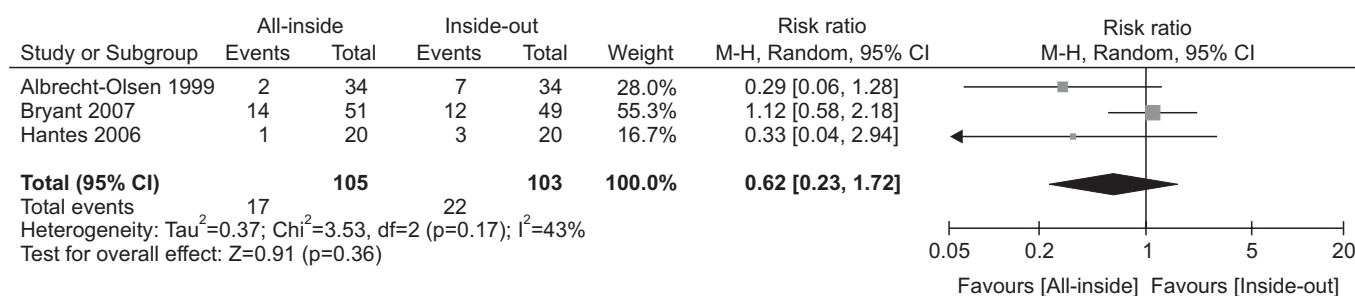 All-inside Inside-out Risk ratio Risk ratio
Study or Subgroup Events Total Events Total Weight M-H, Random, 95% CI M-H, Random, 95% CI
Albrecht-Olsen 1999 2 34 7 34 28.0% 0.29 [0.06, 1.28]
Bryant 2007 14 51 12 49 55.3% 1.12 [0.58, 2.18]
Hantes 2006 1 20 3 20 16.7% 0.33 [0.04, 2.94]
Total (95% CI) 105 103 100.0% 0.62 [0.23, 1.72]
Total events 17 22
Heterogeneity: Tau²=0.37; Chi²=3.53, df=2 (p=0.17); I²=43%
Test for overall effect: Z=0.91 (p=0.36)
0.05 0.2 1 5 20
Favours [All-inside] Favours [Inside-out]